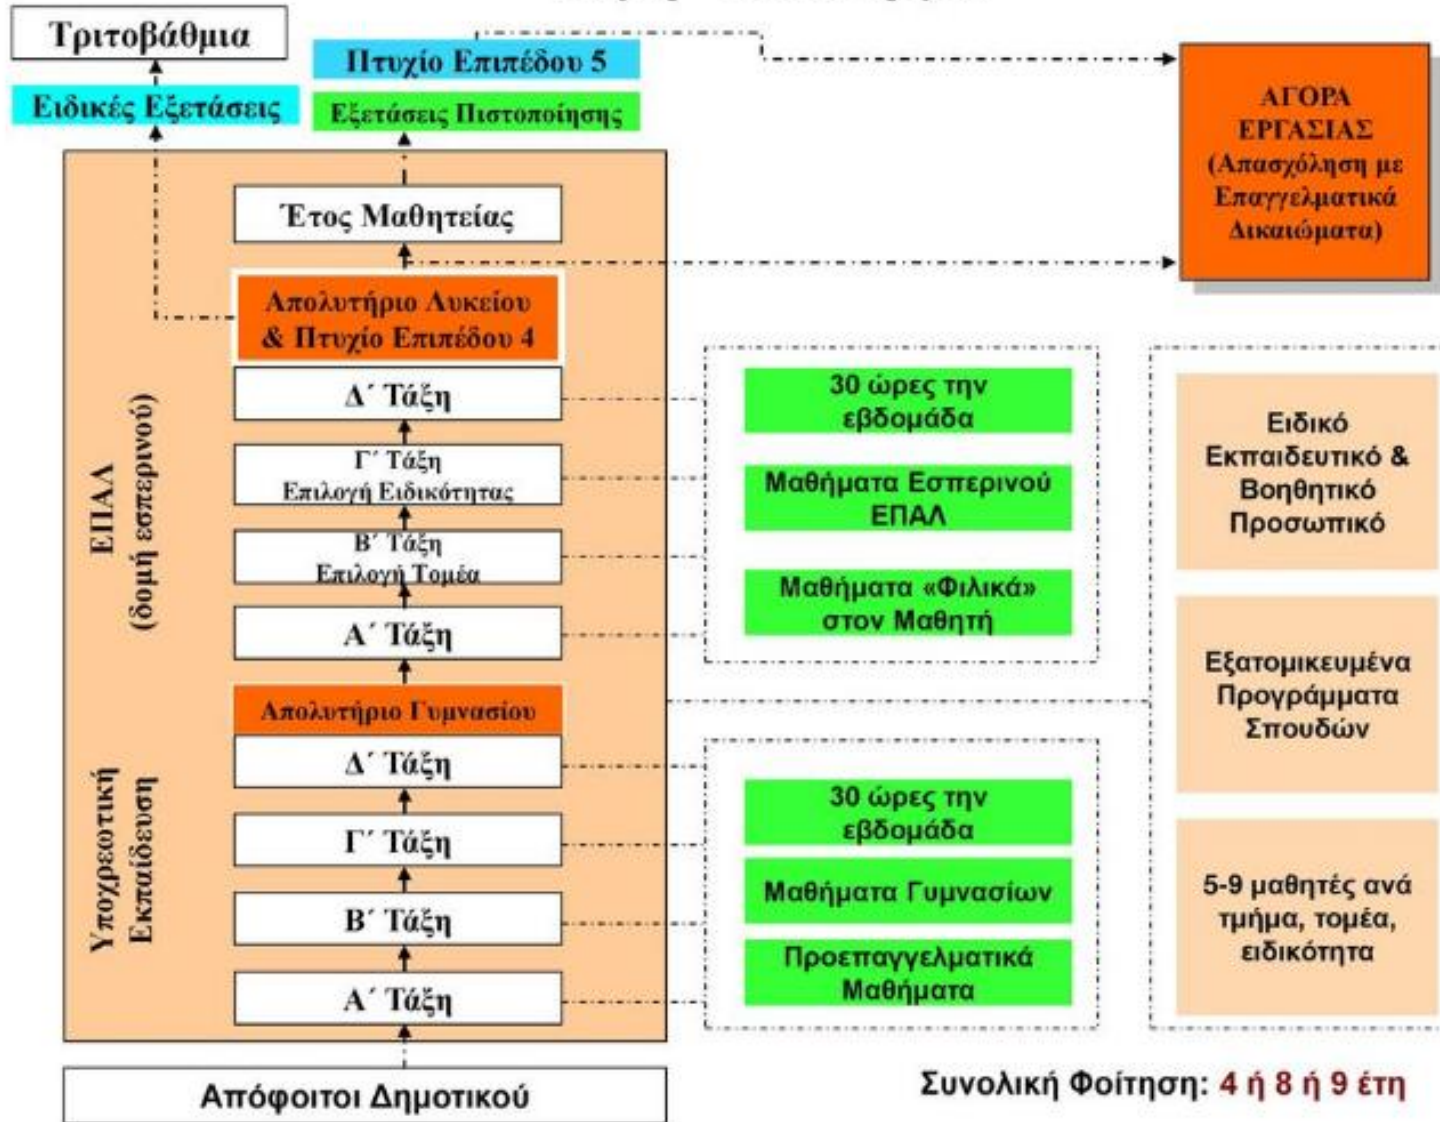 Τριτοβάθμια
Ειδικές Εξετάσεις
Πτυχίο Επιπέδου 5
Εξετάσεις Πιστοποίησης
ΑΓΟΡΑ
ΕΡΓΑΣΙΑΣ
(Απασχόληση με
Επαγγελματικά
Δικαιώματα)
Έτος Μαθητείας
Απολυτήριο Λυκείου
& Πτυχίο Επιπέδου 4
Δ΄ Τάξη
Γ΄ Τάξη
Επιλογή Ειδικότητας
Β΄ Τάξη
Επιλογή Τομέα
Α΄ Τάξη
ΕΠΑΛ
(δομή εσπερινού)
Απολυτήριο Γυμνασίου
Δ΄ Τάξη
Γ΄ Τάξη
Β΄ Τάξη
Α΄ Τάξη
Υποχρεωτική
Εκπαίδευση
Απόφοιτοι Δημοτικού
30 ώρες την
εβδομάδα
Μαθήματα Εσπερινού
ΕΠΑΛ
Μαθήματα «Φιλικά»
στον Μαθητή
30 ώρες την
εβδομάδα
Μαθήματα Γυμνασίων
Προεπαγγελματικά
Μαθήματα
Ειδικό
Εκπαιδευτικό &
Βοηθητικό
Προσωπικό
Εξατομικευμένα
Προγράμματα
Σπουδών
5-9 μαθητές ανά
τμήμα, τομέα,
ειδικότητα
Συνολική Φοίτηση: 4 ή 8 ή 9 έτη